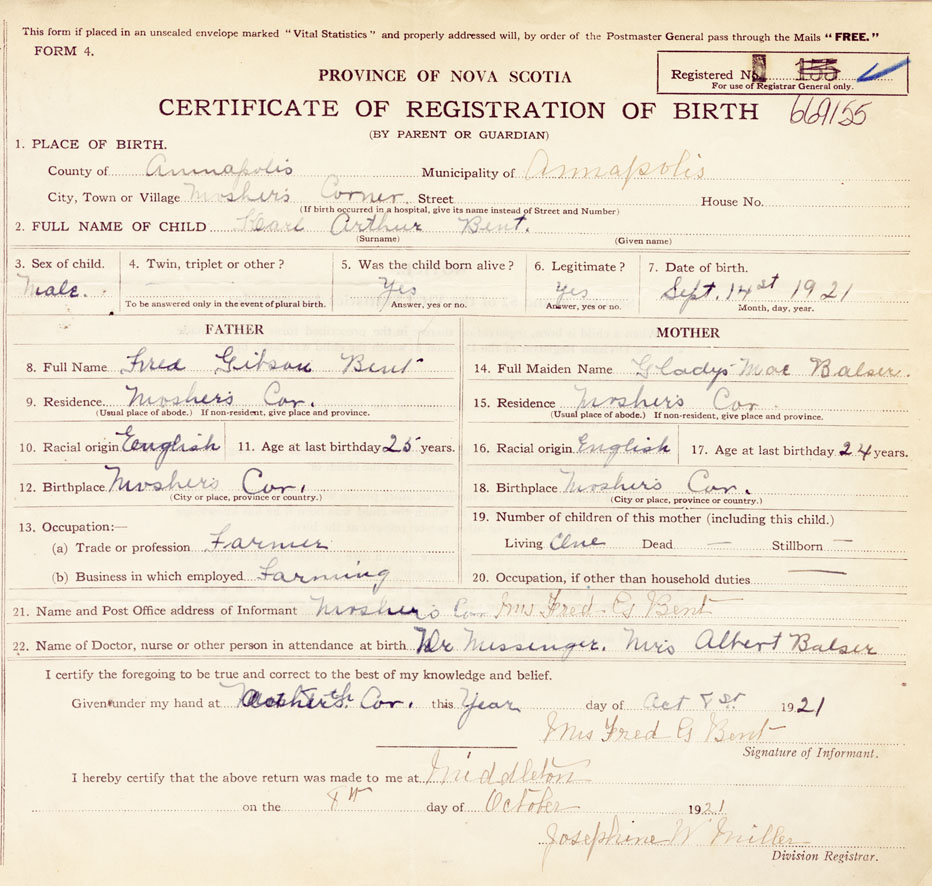 This form if placed in an unsealed envelope marked "Vital Statistics" and properly addressed will, by order of the Postmaster General pass through the Mails "FREE."
FORM 4.
Registered No. 155
For use of Registrar General only.
PROVINCE OF NOVA SCOTIA
CERTIFICATE OF REGISTRATION OF BIRTH 669155
(BY PARENT OR GUARDIAN)
1. PLACE OF BIRTH.
County of Annapolis Municipality of Annapolis
City, Town or Village Mosher's Corner. Street House No.
(If birth occurred in a hospital, give its name instead of Street and Number)
2. FULL NAME OF CHILD Karl Arthur Bent.
(Surname) (Given name)
3. Sex of child. 4. Twin, triplet or other? 5. Was the child born alive? 6. Legitimate? 7. Date of birth.
Male. Yes Yes Sept. 14st 1921
To be answered only in the event of plural birth. Answer, yes or no. Answer, yes or no. Month, day, year.
FATHER MOTHER
8. Full Name Fred Gibson Bent 14. Full Maiden Name Gladys Mae Balser.
9. Residence Mosher's Cor. 15. Residence Mosher's Cor.
(Usual place of abode.) If non-resident, give place and province. (Usual place of abode.) If non-resident, give place and province.
10. Racial origin English 11. Age at last birthday 25 years. 16. Racial origin English 17. Age at last birthday 24 years.
12. Birthplace Mosher's Cor. 18. Birthplace Mosher's Cor.
(City or place, province or country.) (City or place, province or country.)
13. Occupation:— 19. Number of children of this mother (including this child.)
(a) Trade or profession Farmer Living One Dead — Stillborn —
(b) Business in which employed Farming 20. Occupation, if other than household duties —
21. Name and Post Office address of Informant Mosher's Cor Mrs Fred G Bent
22. Name of Doctor, nurse or other person in attendance at birth Dr Messenger. Mrs Albert Balser
I certify the foregoing to be true and correct to the best of my knowledge and belief.
Given under my hand at Mosher's Cor. this Year day of Oct 8st 1921
Mrs Fred G Bent
Signature of Informant.
I hereby certify that the above return was made to me at Middleton
on the 8th day of October 1921
Josephine W Miller
Division Registrar.